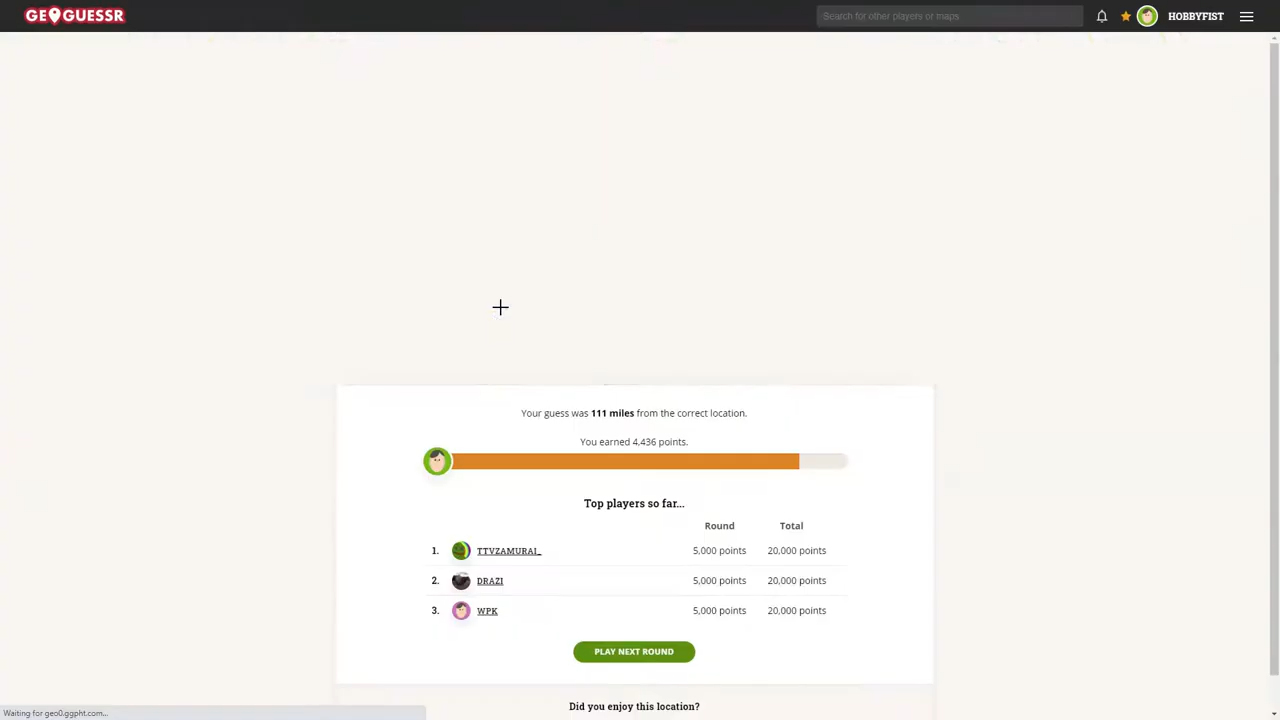 GEOGUESSR
Search for other players or maps
HOBBYFIST
Your guess was 111 miles from the correct location.
You earned 4,436 points.
Top players so far...
Round Total
1. TTVZAMURAI_ 5,000 points 20,000 points
2. DRAZI 5,000 points 20,000 points
3. WPK 5,000 points 20,000 points
PLAY NEXT ROUND
Did you enjoy this location?
Waiting for geo0.ggpht.com...